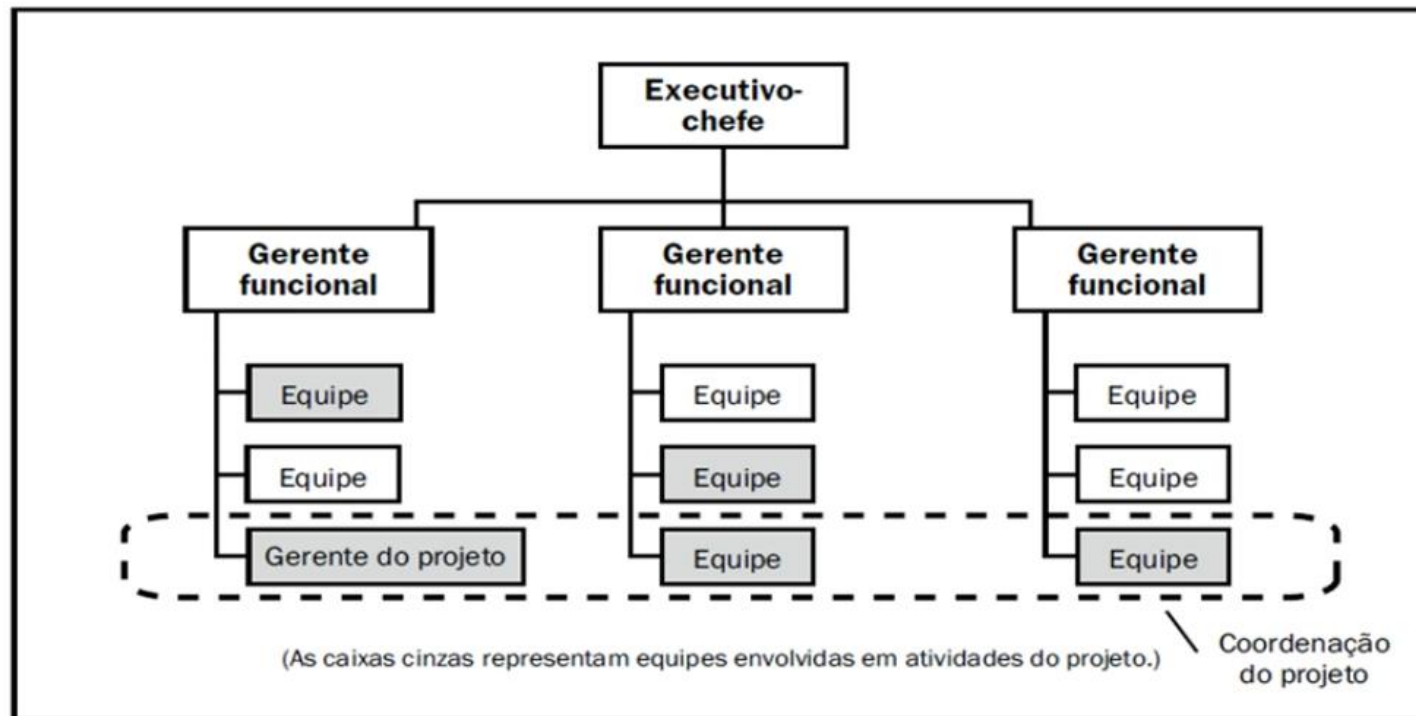 Executivo-
chefe
Gerente
funcional
Gerente
funcional
Gerente
funcional
Equipe
Equipe
Equipe
Equipe
Equipe
Equipe
Gerente do projeto
Equipe
Equipe
(As caixas cinzas representam equipes envolvidas em atividades do projeto.)
Coordenação
do projeto